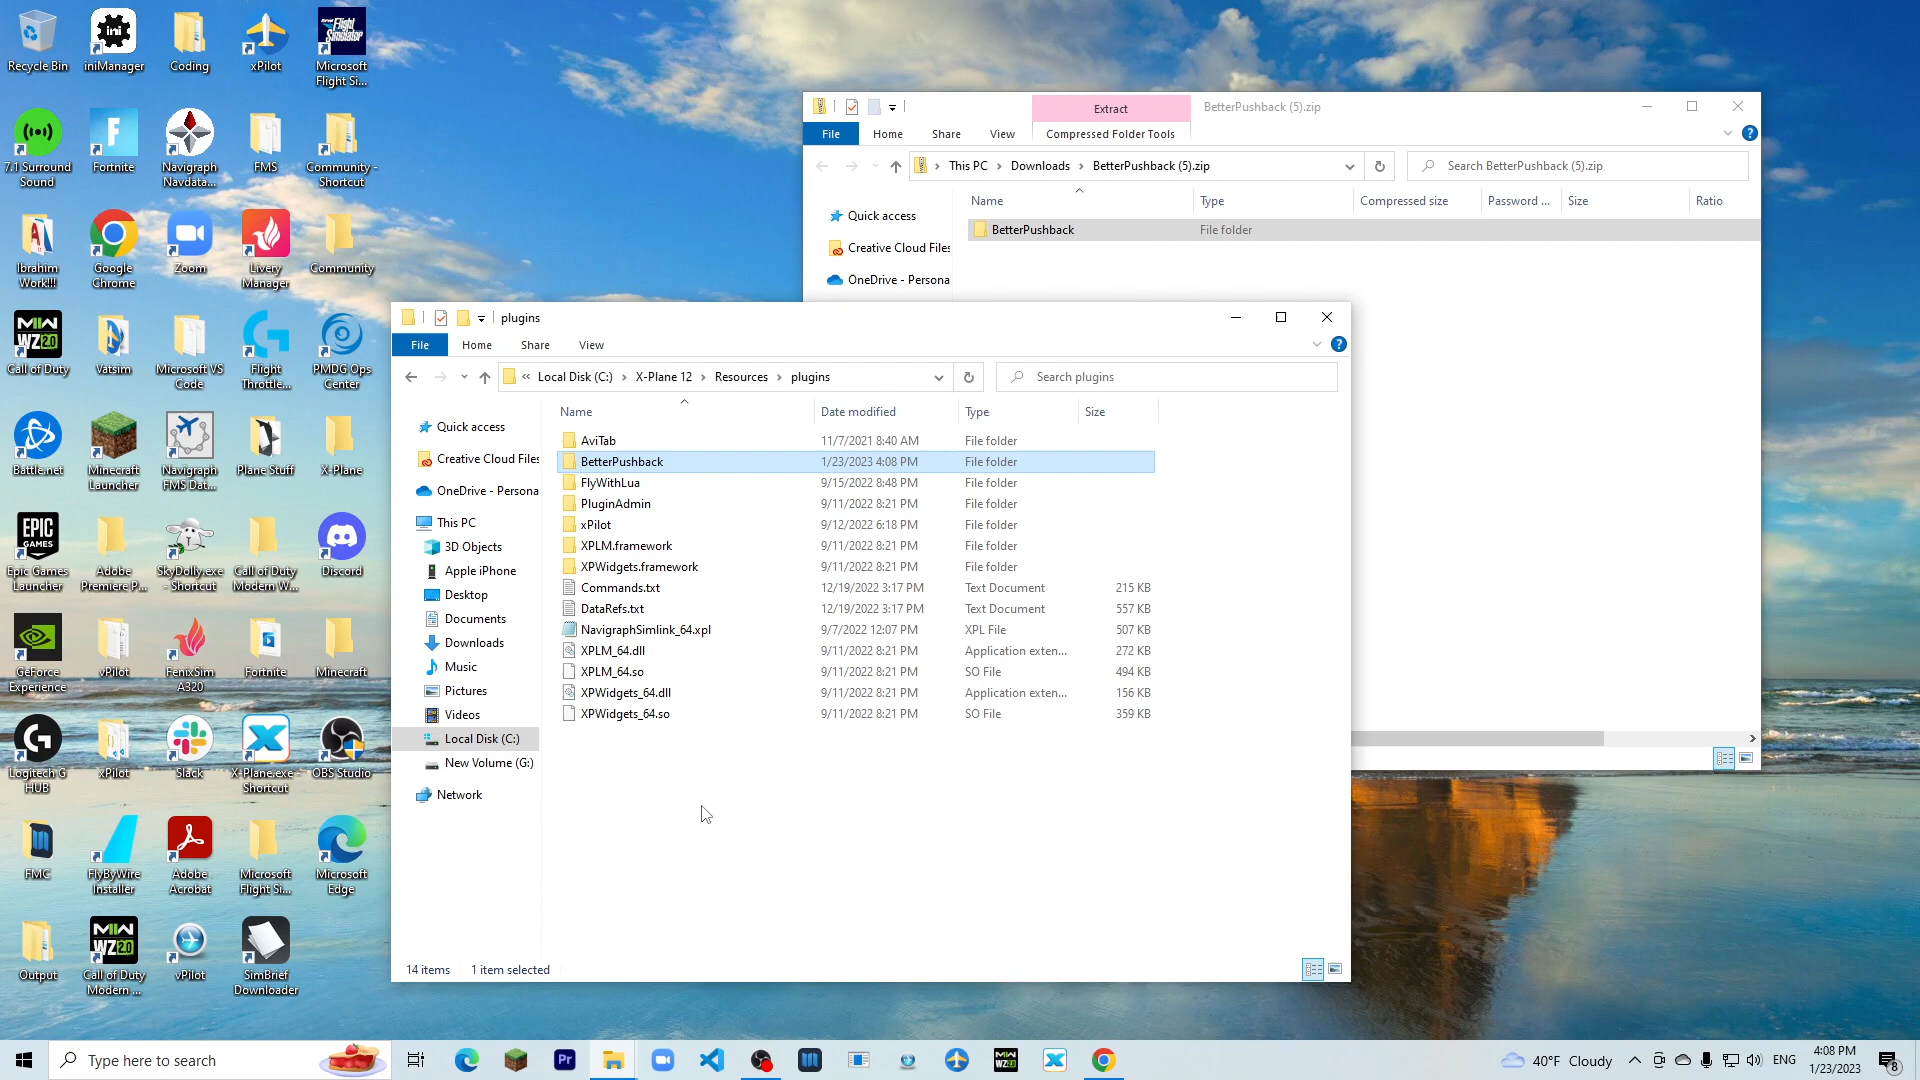 Recycle Bin
iniManager
Coding
xPilot
Microsoft
Flight Si...
7.1 Surround
Sound
Fortnite
Navigraph
Navdata...
FMS
Community -
Shortcut
Ibrahim
Work!!!
Google
Chrome
Zoom
Livery
Manager
Community
Call of Duty
Vatsim
Microsoft VS
Code
Flight
Throttle...
PMDG Ops
Center
Battle.net
Minecraft
Launcher
Navigraph
FMS Dat...
Plane Stuff
X-Plane
Epic Games
Launcher
Adobe
Premiere P...
SkyDolly.exe
- Shortcut
Call of Duty
Modern W...
Discord
GeForce
Experience
vPilot
FenixSim
A320
Fortnite
Minecraft
Logitech G
HUB
xPilot
Slack
X-Plane.exe -
Shortcut
OBS Studio
FMC
FlyByWire
Installer
Adobe
Acrobat
Microsoft
Flight Si...
Microsoft
Edge
Output
Call of Duty
Modern ...
vPilot
SimBrief
Downloader
Extract
BetterPushback (5).zip
File
Home
Share
View
Compressed Folder Tools
This PC
Downloads
BetterPushback (5).zip
Search BetterPushback (5).zip
Name
Type
Compressed size
Password ...
Size
Ratio
Quick access
Creative Cloud Files
OneDrive - Persona
BetterPushback
File folder
plugins
File
Home
Share
View
« Local Disk (C:)
X-Plane 12
Resources
plugins
Search plugins
Quick access
Creative Cloud Files
OneDrive - Persona
This PC
3D Objects
Apple iPhone
Desktop
Documents
Downloads
Music
Pictures
Videos
Local Disk (C:)
New Volume (G:)
Network
Name Date modified Type Size
AviTab 11/7/2021 8:40 AM File folder
BetterPushback 1/23/2023 4:08 PM File folder
FlyWithLua 9/15/2022 8:48 PM File folder
PluginAdmin 9/11/2022 8:21 PM File folder
xPilot 9/12/2022 6:18 PM File folder
XPLM.framework 9/11/2022 8:21 PM File folder
XPWidgets.framework 9/11/2022 8:21 PM File folder
Commands.txt 12/19/2022 3:17 PM Text Document 215 KB
DataRefs.txt 12/19/2022 3:17 PM Text Document 557 KB
NavigraphSimlink_64.xpl 9/7/2022 12:07 PM XPL File 507 KB
XPLM_64.dll 9/11/2022 8:21 PM Application exten... 272 KB
XPLM_64.so 9/11/2022 8:21 PM SO File 494 KB
XPWidgets_64.dll 9/11/2022 8:21 PM Application exten... 156 KB
XPWidgets_64.so 9/11/2022 8:21 PM SO File 359 KB
14 items 1 item selected
Type here to search
Pr
40°F Cloudy
ENG
4:08 PM
1/23/2023
8